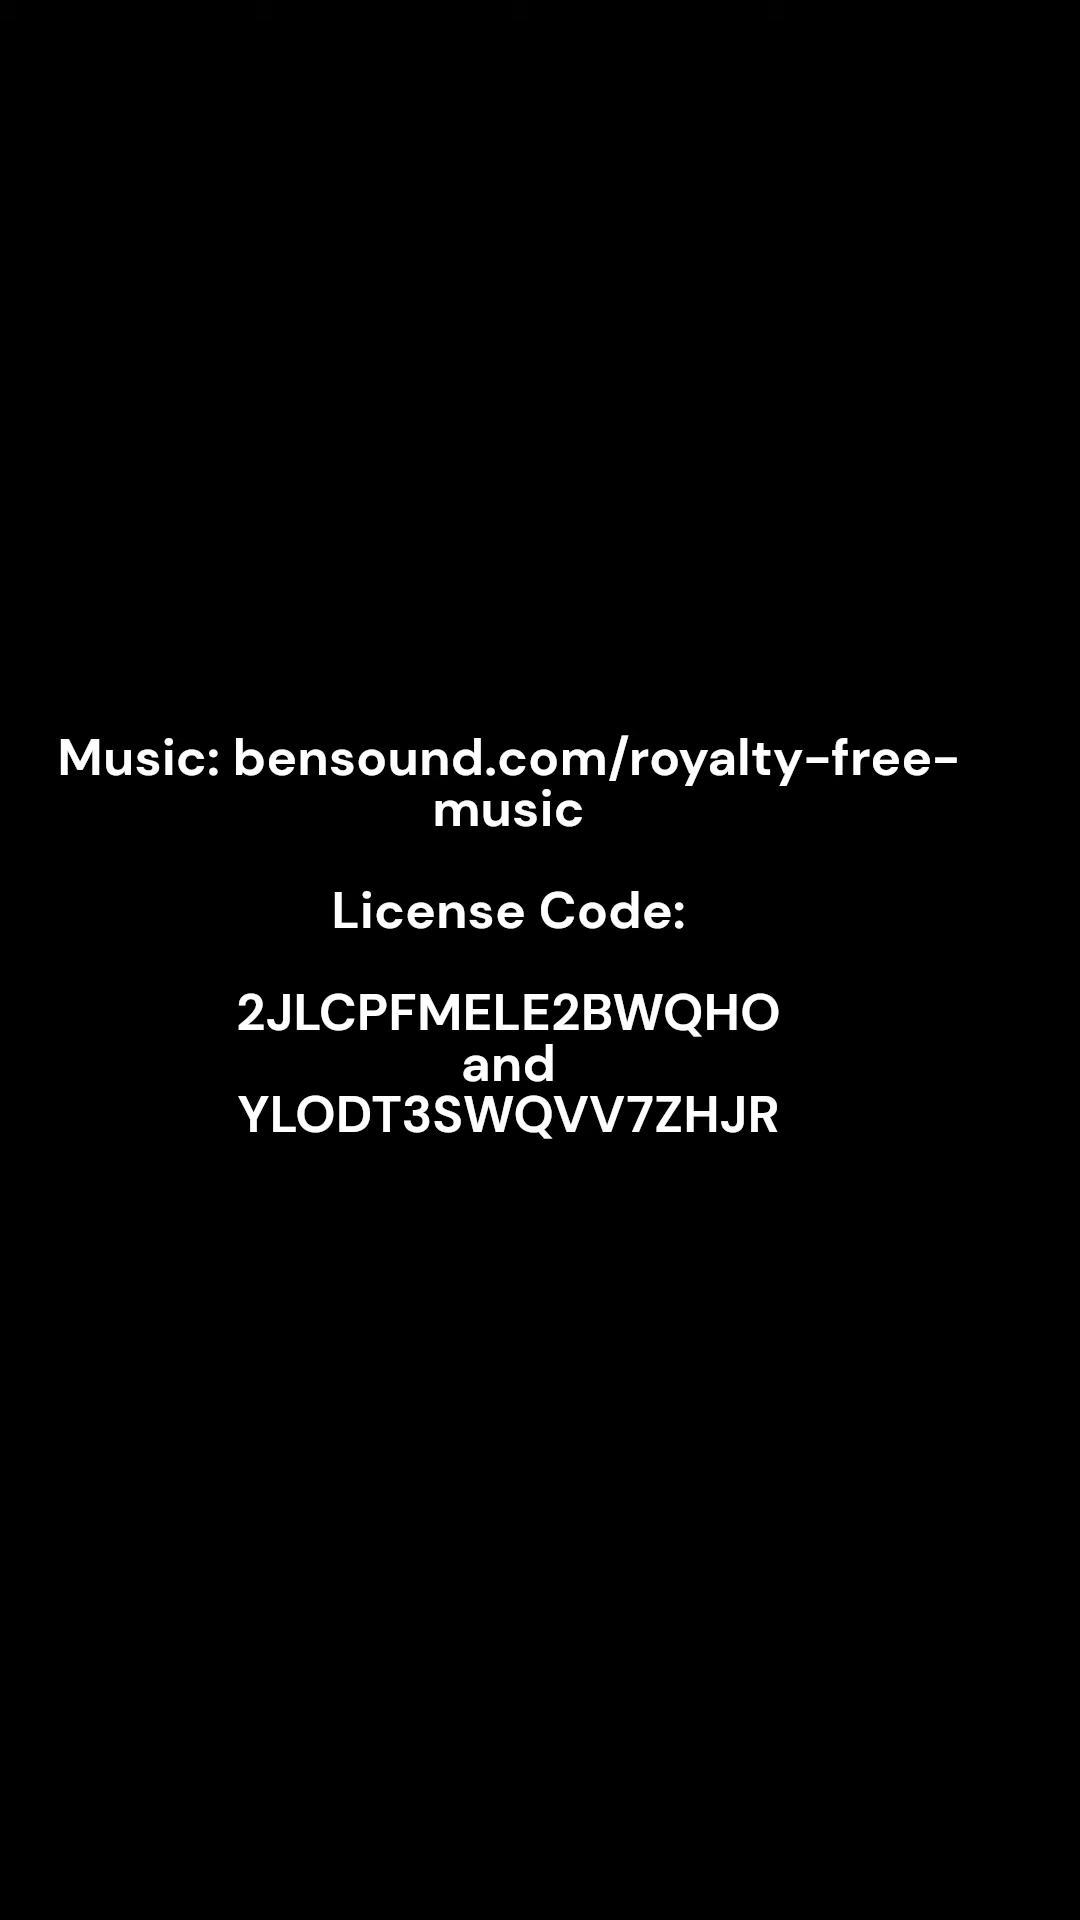 Music: bensound.com/royalty-free-
music
License Code:
2JLCPFMELE2BWQHO
and
YLODT3SWQVV7ZHJR